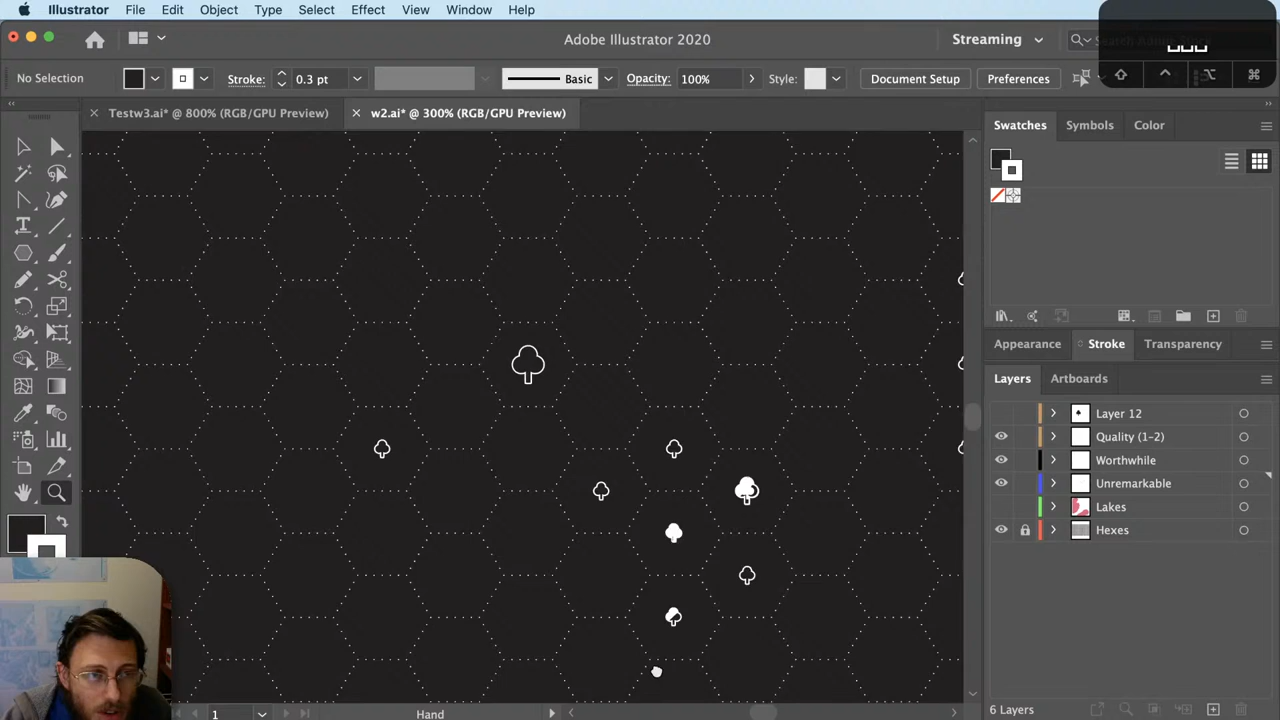 Illustrator File Edit Object Type Select Effect View Window Help
Adobe Illustrator 2020
Streaming
No Selection Stroke: 0.3 pt Basic Opacity: 100% Style: Document Setup Preferences
Testw3.ai* @ 800% (RGB/GPU Preview) w2.ai* @ 300% (RGB/GPU Preview)
Swatches Symbols Color
Appearance Stroke Transparency
Layers Artboards
Layer 12
Quality (1-2)
Worthwhile
Unremarkable
Lakes
Hexes
1 Hand 6 Layers